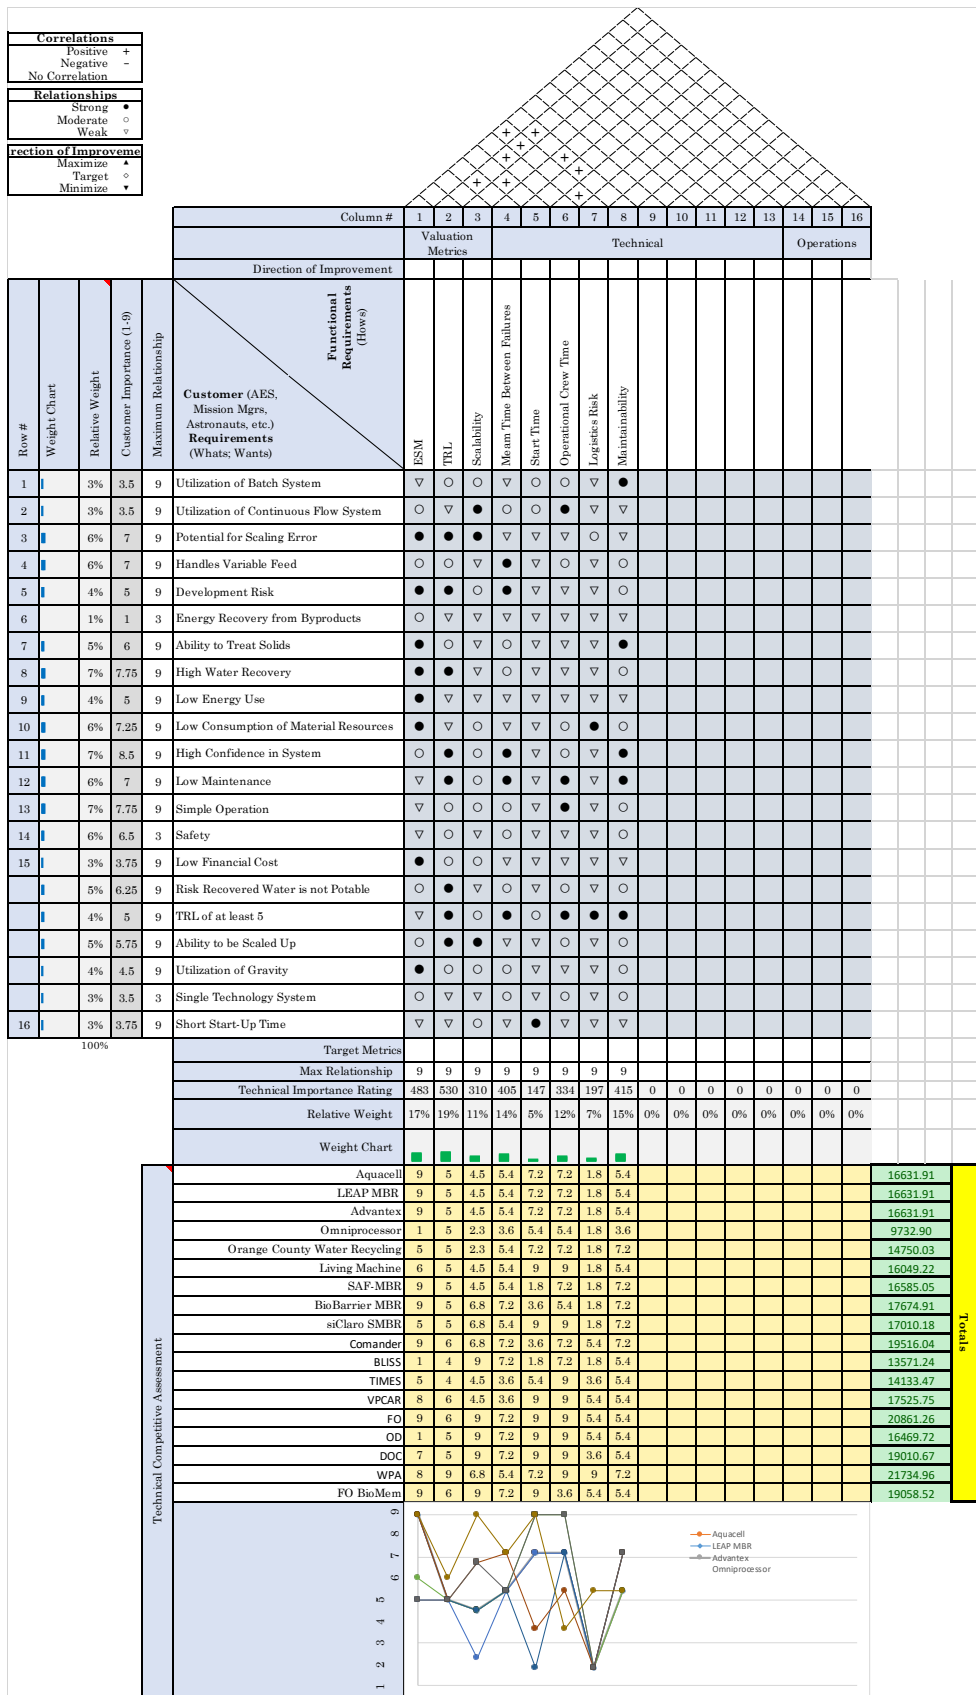 Correlations
Positive +
Negative −
No Correlation
Relationships
Strong ●
Moderate ○
Weak ▽
rection of Improveme
Maximize ▲
Target ◇
Minimize ▼
Column # 1 2 3 4 5 6 7 8 9 10 11 12 13 14 15 16
Valuation Metrics Technical Operations
Direction of Improvement
Row #
Weight Chart
Relative Weight
Customer Importance (1-9)
Maximum Relationship
Functional
Requirements
(Hows)
Customer (AES,
Mission Mgrs,
Astronauts, etc.)
Requirements
(Whats; Wants)
ESM
TRL
Scalability
Meam Time Between Failures
Start Time
Operational Crew Time
Logistics Risk
Maintainability
1 3% 3.5 9 Utilization of Batch System ▽ ○ ○ ▽ ○ ○ ▽ ●
2 3% 3.5 9 Utilization of Continuous Flow System ○ ▽ ● ○ ○ ● ▽ ▽
3 6% 7 9 Potential for Scaling Error ● ● ● ▽ ▽ ▽ ○ ▽
4 6% 7 9 Handles Variable Feed ○ ○ ▽ ● ▽ ○ ▽ ○
5 4% 5 9 Development Risk ● ● ○ ● ▽ ▽ ▽ ○
6 1% 1 3 Energy Recovery from Byproducts ○ ▽ ▽ ▽ ▽ ▽ ▽ ▽
7 5% 6 9 Ability to Treat Solids ● ○ ▽ ○ ▽ ▽ ▽ ●
8 7% 7.75 9 High Water Recovery ● ● ▽ ○ ▽ ▽ ▽ ○
9 4% 5 9 Low Energy Use ● ▽ ▽ ▽ ▽ ▽ ▽ ▽
10 6% 7.25 9 Low Consumption of Material Resources ● ▽ ○ ▽ ▽ ○ ● ○
11 7% 8.5 9 High Confidence in System ○ ● ○ ● ▽ ○ ▽ ●
12 6% 7 9 Low Maintenance ▽ ● ○ ● ▽ ● ▽ ●
13 7% 7.75 9 Simple Operation ▽ ○ ○ ○ ▽ ● ▽ ○
14 6% 6.5 3 Safety ▽ ○ ▽ ○ ▽ ▽ ▽ ○
15 3% 3.75 9 Low Financial Cost ● ○ ○ ▽ ▽ ▽ ▽ ▽
5% 6.25 9 Risk Recovered Water is not Potable ○ ● ▽ ○ ▽ ○ ▽ ○
4% 5 9 TRL of at least 5 ▽ ● ○ ● ○ ● ● ●
5% 5.75 9 Ability to be Scaled Up ○ ● ● ▽ ▽ ○ ▽ ○
4% 4.5 9 Utilization of Gravity ● ○ ○ ○ ▽ ▽ ▽ ○
3% 3.5 3 Single Technology System ○ ▽ ▽ ○ ▽ ○ ▽ ○
16 3% 3.75 9 Short Start-Up Time ▽ ▽ ○ ▽ ● ▽ ▽ ▽
100% Target Metrics
Max Relationship 9 9 9 9 9 9 9 9
Technical Importance Rating 483 530 310 405 147 334 197 415 0 0 0 0 0 0 0 0
Relative Weight 17% 19% 11% 14% 5% 12% 7% 15% 0% 0% 0% 0% 0% 0% 0% 0%
Weight Chart
Technical Competitive Assessment
Aquacell 9 5 4.5 5.4 7.2 7.2 1.8 5.4 16631.91
LEAP MBR 9 5 4.5 5.4 7.2 7.2 1.8 5.4 16631.91
Advantex 9 5 4.5 5.4 7.2 7.2 1.8 5.4 16631.91
Omniprocessor 1 5 2.3 3.6 5.4 5.4 1.8 3.6 9732.90
Orange County Water Recycling 5 5 2.3 5.4 7.2 7.2 1.8 7.2 14750.03
Living Machine 6 5 4.5 5.4 9 9 1.8 5.4 16049.22
SAF-MBR 9 5 4.5 5.4 1.8 7.2 1.8 7.2 16585.05
BioBarrier MBR 9 5 6.8 7.2 3.6 5.4 1.8 7.2 17674.91
siClaro SMBR 5 5 6.8 5.4 9 9 1.8 7.2 17010.18
Comander 9 6 6.8 7.2 3.6 7.2 5.4 7.2 19516.04
BLISS 1 4 9 7.2 1.8 7.2 1.8 5.4 13571.24
TIMES 5 4 4.5 3.6 5.4 9 3.6 5.4 14133.47
VPCAR 8 6 4.5 3.6 9 9 5.4 5.4 17525.75
FO 9 6 9 7.2 9 9 5.4 5.4 20861.26
OD 1 5 9 7.2 9 9 5.4 5.4 16469.72
DOC 7 5 9 7.2 9 9 3.6 5.4 19010.67
WPA 8 9 6.8 5.4 7.2 9 9 7.2 21734.96
FO BioMem 9 6 9 7.2 9 3.6 5.4 5.4 19058.52
Totals
9
8
7
6
5
4
3
2
1
Aquacell
LEAP MBR
Advantex
Omniprocessor